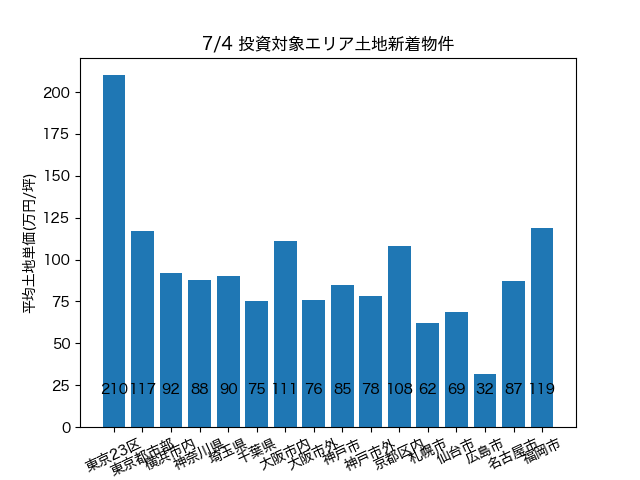 7/4 投資対象エリア土地新着物件
平均土地単価(万円/坪)
200
175
150
125
100
75
50
25
0
210 117 92 88 90 75 111 76 85 78 108 62 69 32 87 119
東京23区
東京都市部
横浜市内
神奈川県
埼玉県
千葉県
大阪市内
大阪市外
神戸市
神戸市外
京都区内
札幌市
仙台市
広島市
名古屋市
福岡市